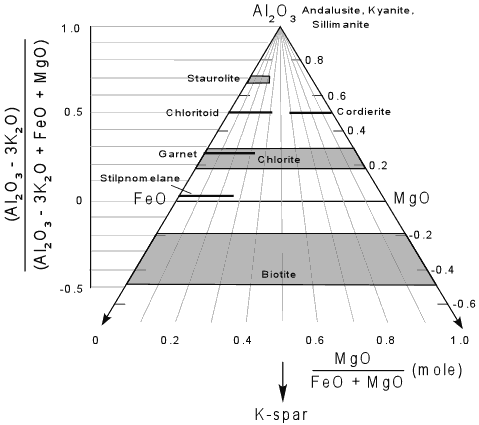 Al2O3 Andalusite, Kyanite,
Sillimanite
1.0
0.8
Staurolite
0.6
0.5
Chloritoid
Cordierite
0.4
Garnet
Chlorite
0.2
Stilpnomelane
0
FeO
MgO
-0.2
Biotite
-0.4
-0.5
-0.6
(Al2O3 - 3K2O)
(Al2O3 - 3K2O + FeO + MgO)
0 0.2 0.4 0.6 0.8 1.0
MgO
FeO + MgO
(mole)
K-spar